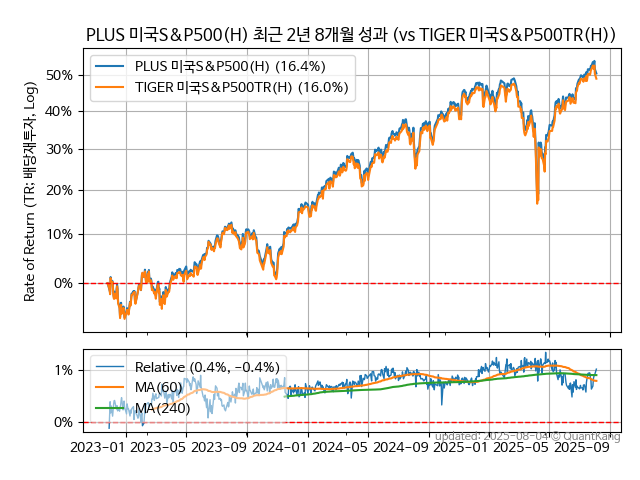 PLUS 미국S&P500(H) 최근 2년 8개월 성과 (vs TIGER 미국S&P500TR(H))
PLUS 미국S&P500(H) (16.4%)
TIGER 미국S&P500TR(H) (16.0%)
Rate of Return (TR: 배당재투자, Log)
50%
40%
30%
20%
10%
0%
Relative (0.4%, −0.4%)
MA(60)
MA(240)
1%
0%
2023−01 2023−05 2023−09 2024−01 2024−05 2024−09 2025−01 2025−05 2025−09
updated: 2025−08−04 © QuantKang